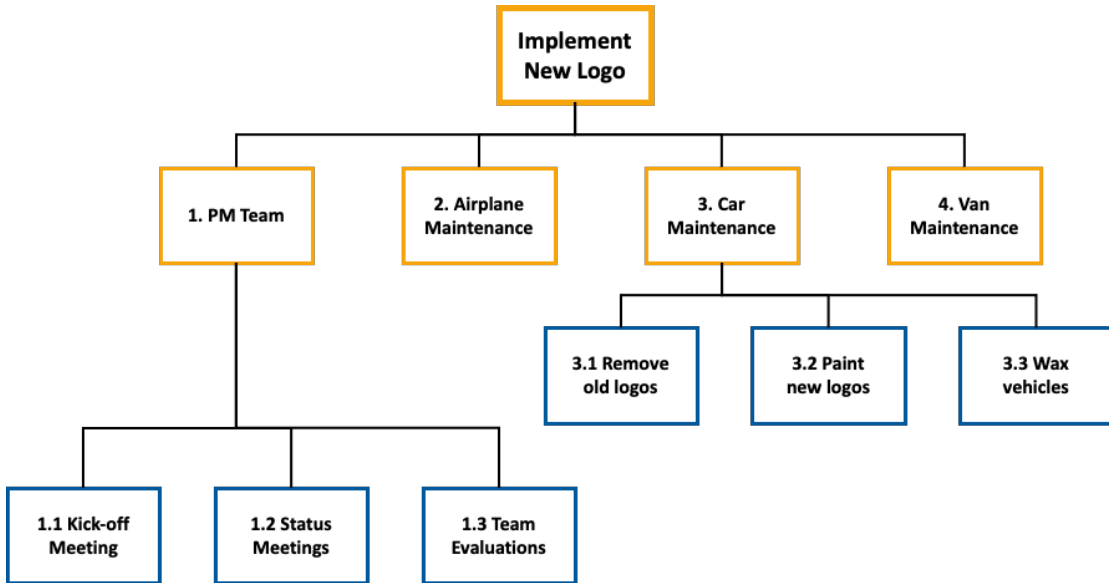 Implement
New Logo
1. PM Team
2. Airplane
Maintenance
3. Car
Maintenance
4. Van
Maintenance
3.1 Remove
old logos
3.2 Paint
new logos
3.3 Wax
vehicles
1.1 Kick-off
Meeting
1.2 Status
Meetings
1.3 Team
Evaluations